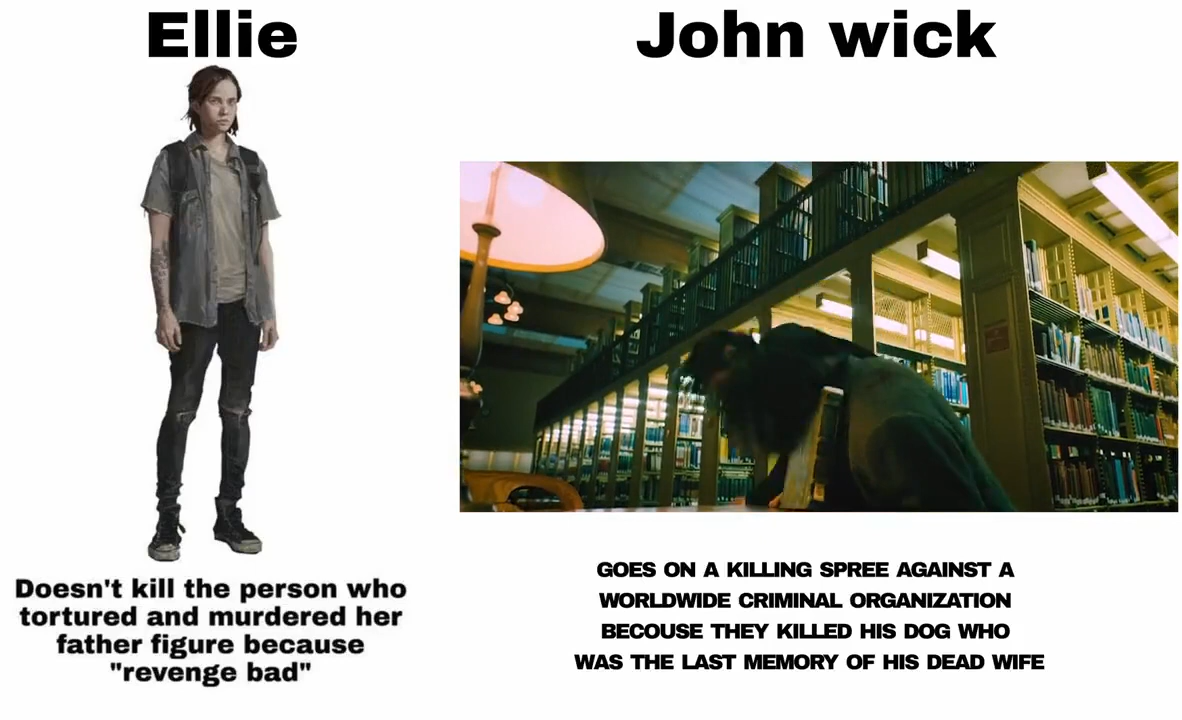 Ellie
John wick
Doesn't kill the person who
tortured and murdered her
father figure because
"revenge bad"
GOES ON A KILLING SPREE AGAINST A
WORLDWIDE CRIMINAL ORGANIZATION
BECOUSE THEY KILLED HIS DOG WHO
WAS THE LAST MEMORY OF HIS DEAD WIFE